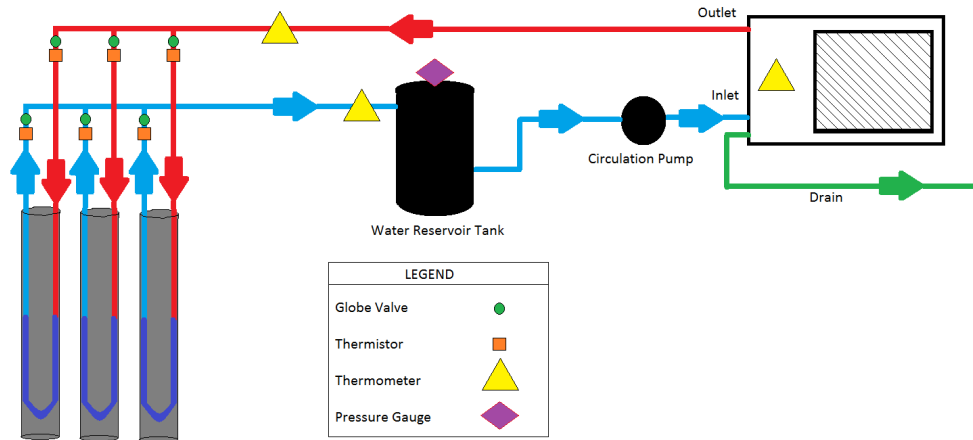 Outlet
Inlet
Circulation Pump
Drain
Water Reservoir Tank
LEGEND
Globe Valve
Thermistor
Thermometer
Pressure Gauge